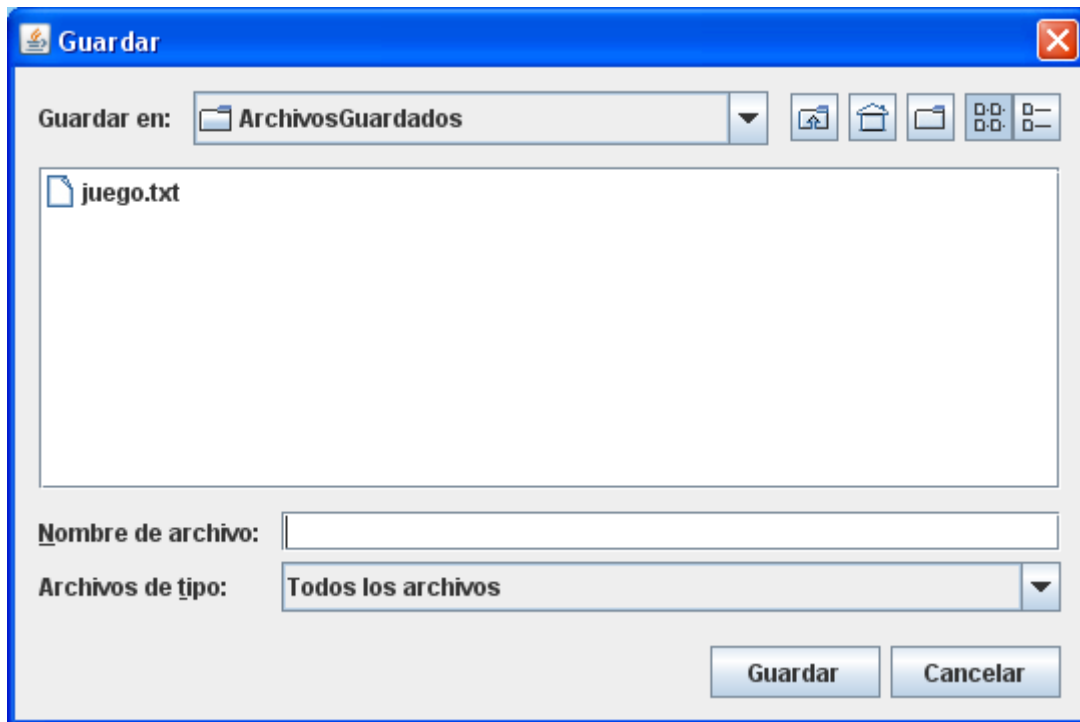 Guardar
Guardar en: ArchivosGuardados
juego.txt
Nombre de archivo:
Archivos de tipo: Todos los archivos
Guardar Cancelar